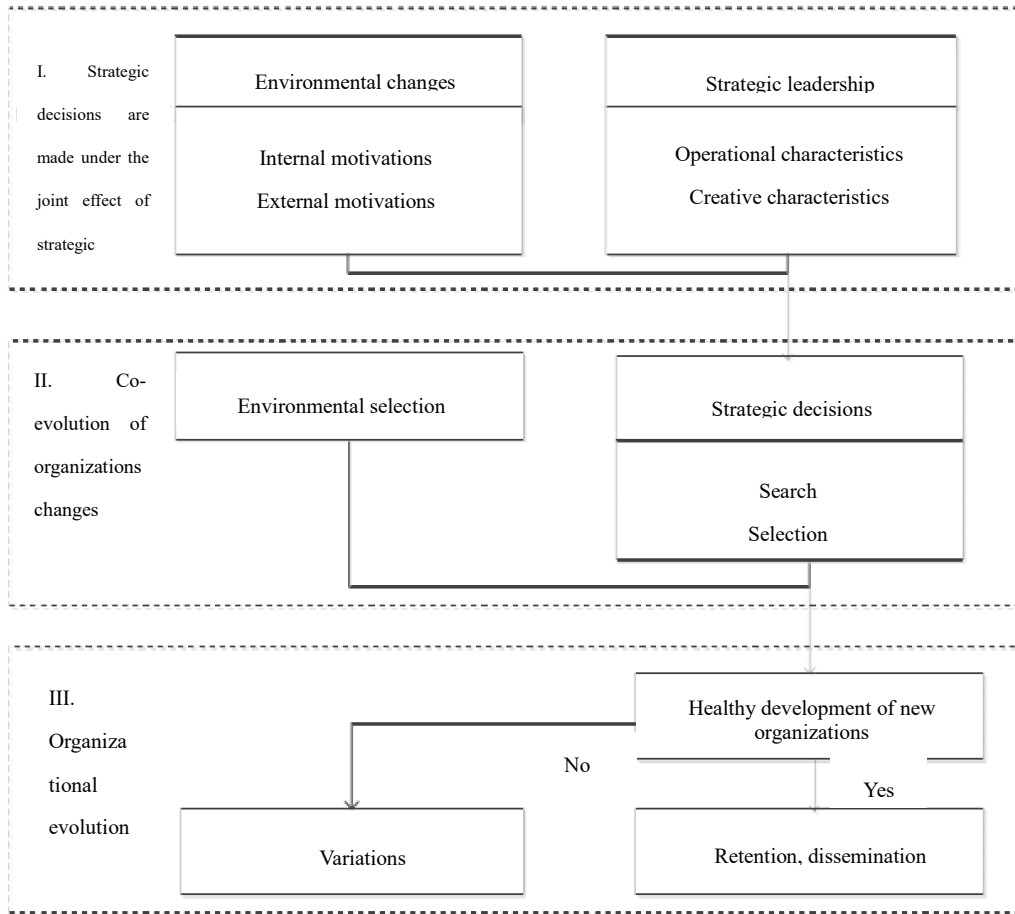 I. Strategic
decisions are
made under the
joint effect of
strategic
Environmental changes
Internal motivations
External motivations
Strategic leadership
Operational characteristics
Creative characteristics
II. Co-
evolution of
organizations
changes
Environmental selection
Strategic decisions
Search
Selection
III.
Organiza
tional
evolution
Healthy development of new
organizations
No
Yes
Variations
Retention, dissemination